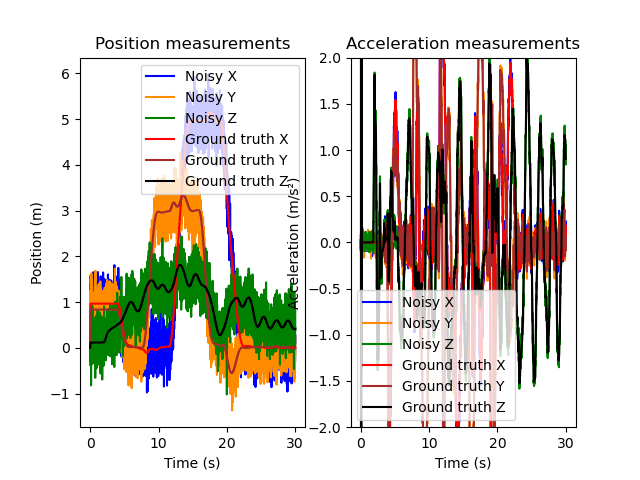 Position measurements
Noisy X
Noisy Y
Noisy Z
Ground truth X
Ground truth Y
Ground truth Z
6
5
4
3
2
1
0
−1
Position (m)
0
10
20
30
Time (s)
Acceleration measurements
2.0
1.5
1.0
0.5
0.0
−0.5
−1.0
−1.5
−2.0
Acceleration (m/s²)
Noisy X
Noisy Y
Noisy Z
Ground truth X
Ground truth Y
Ground truth Z
0
10
20
30
Time (s)